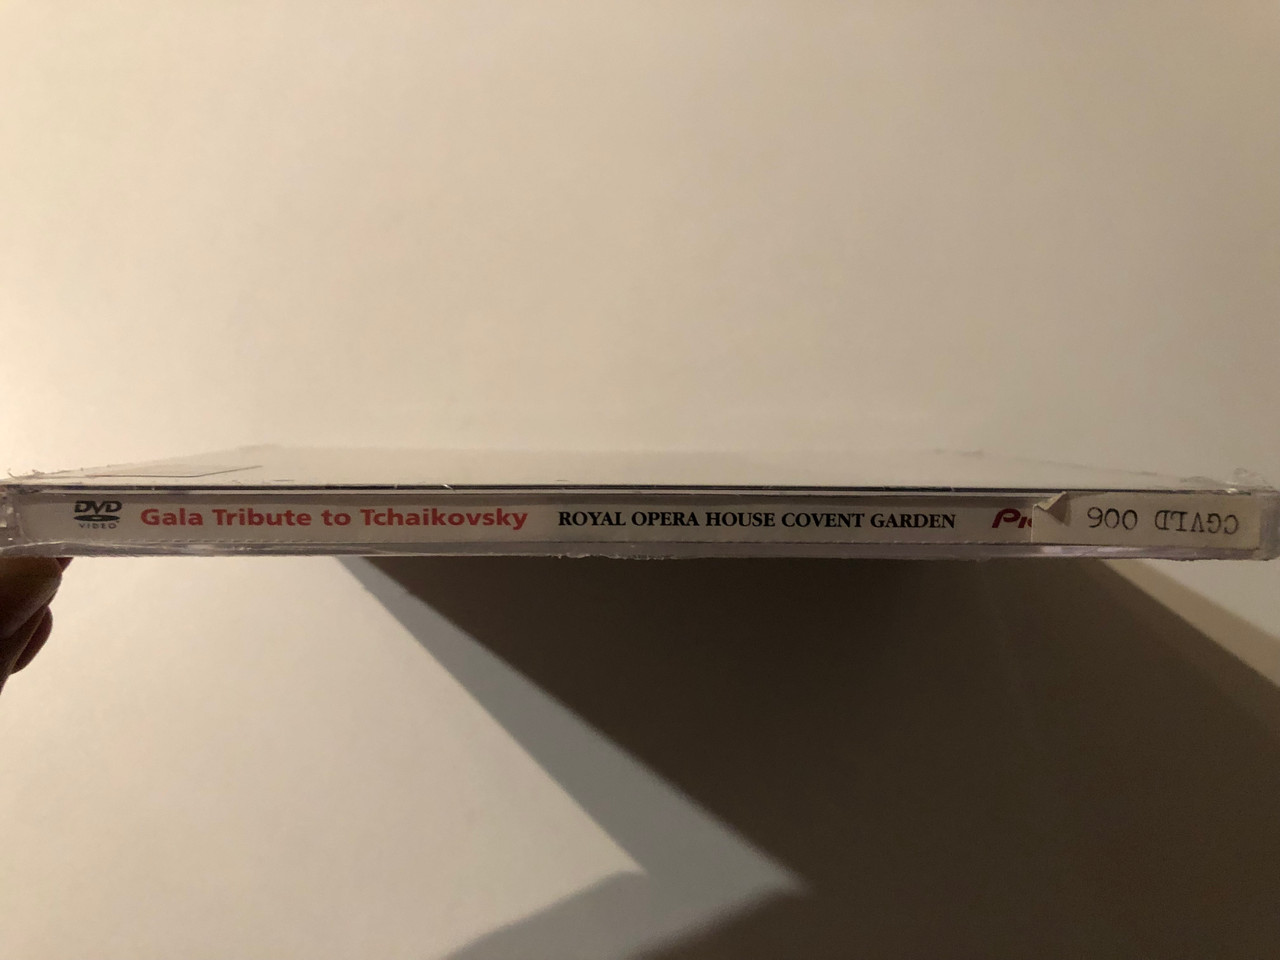 DVD
VIDEO
Gala Tribute to Tchaikovsky ROYAL OPERA HOUSE COVENT GARDEN
CGVLD 006